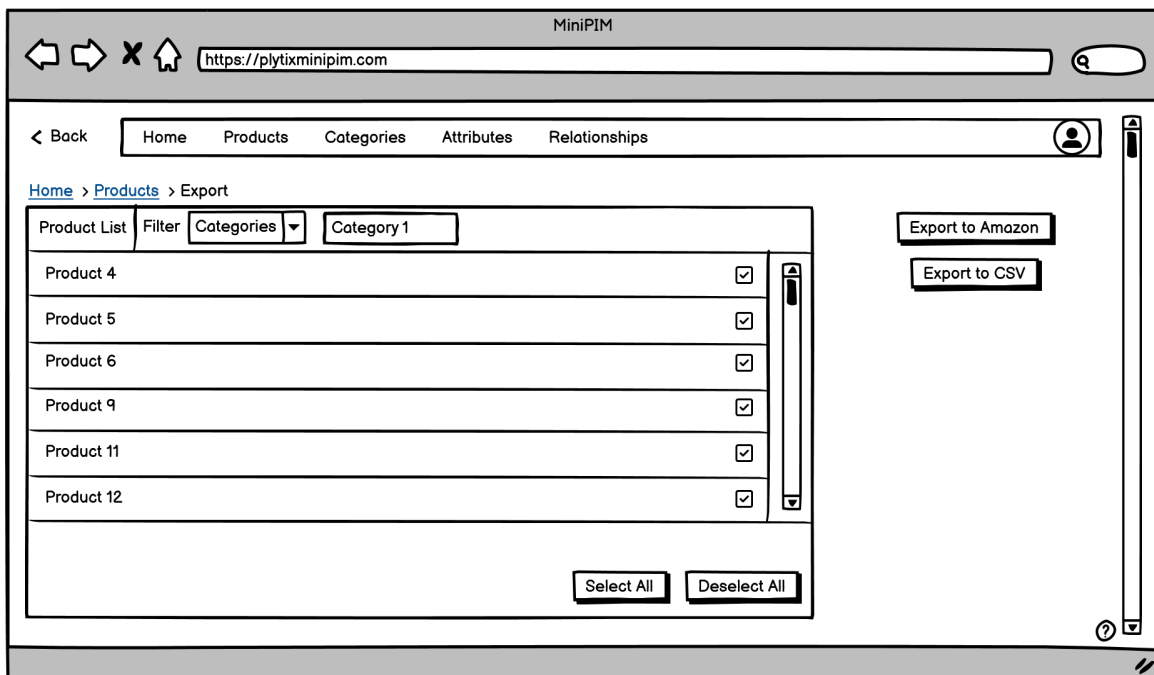 MiniPIM
https://plytixminipim.com
Back Home Products Categories Attributes Relationships
Home > Products > Export
Product List Filter Categories Category 1
Export to Amazon
Product 4
Export to CSV
Product 5
Product 6
Product 9
Product 11
Product 12
Select All Deselect All
?